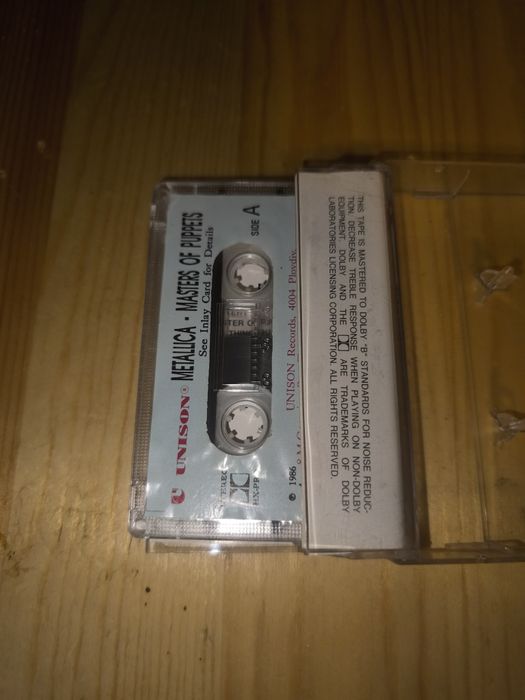 UNISON®
METALLICA - MASTERS OF PUPPETS
See Inlay Card for Details
SIDE A
UNISON Records, 4004 Plovdiv.
℗ 1986
THIS TAPE IS MASTERED TO DOLBY "B" STANDARDS FOR NOISE REDUC-
TION. DECREASE TREBLE RESPONSE WHEN PLAYING ON NON-DOLBY
EQUIPMENT. DOLBY AND THE ARE TRADEMARKS OF DOLBY
LABORATORIES LICENSING CORPORATION. ALL RIGHTS RESERVED.